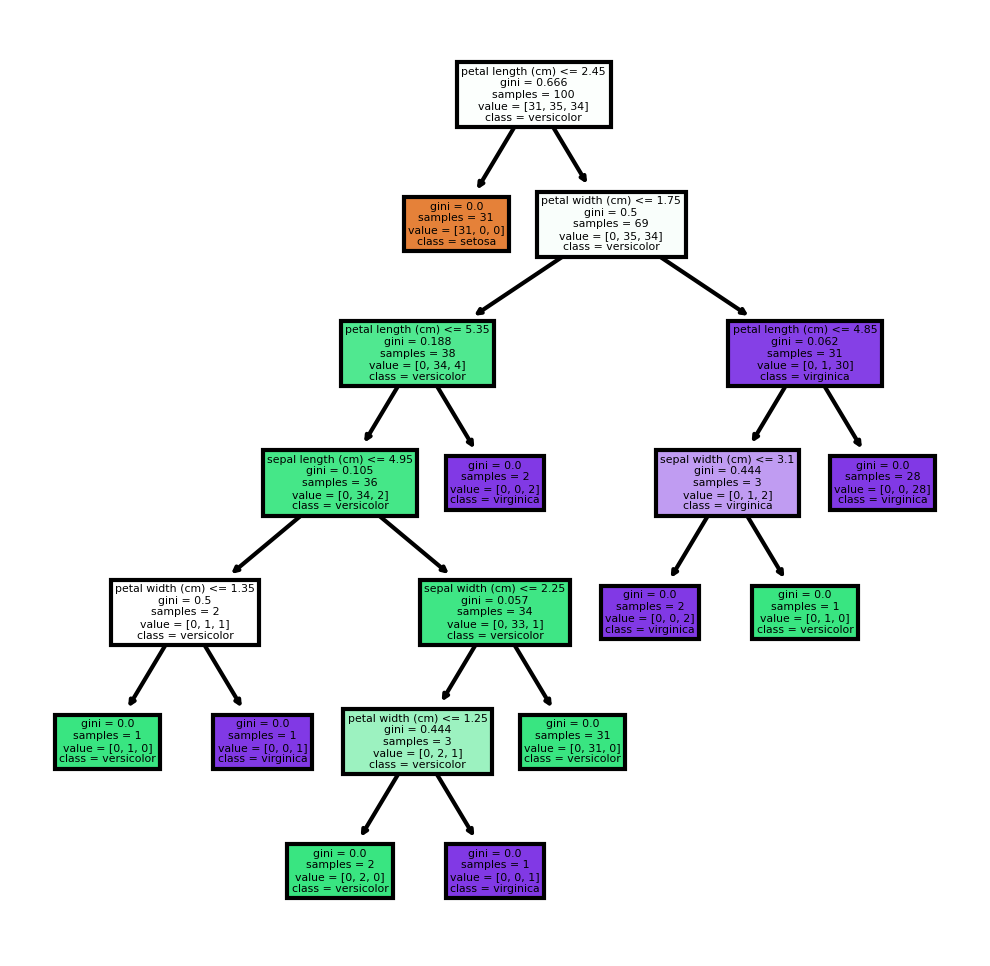 petal length (cm) <= 2.45
gini = 0.666
samples = 100
value = [31, 35, 34]
class = versicolor
gini = 0.0
samples = 31
value = [31, 0, 0]
class = setosa
petal width (cm) <= 1.75
gini = 0.5
samples = 69
value = [0, 35, 34]
class = versicolor
petal length (cm) <= 5.35
gini = 0.188
samples = 38
value = [0, 34, 4]
class = versicolor
petal length (cm) <= 4.85
gini = 0.062
samples = 31
value = [0, 1, 30]
class = virginica
sepal length (cm) <= 4.95
gini = 0.105
samples = 36
value = [0, 34, 2]
class = versicolor
gini = 0.0
samples = 2
value = [0, 0, 2]
class = virginica
sepal width (cm) <= 3.1
gini = 0.444
samples = 3
value = [0, 1, 2]
class = virginica
gini = 0.0
samples = 28
value = [0, 0, 28]
class = virginica
petal width (cm) <= 1.35
gini = 0.5
samples = 2
value = [0, 1, 1]
class = versicolor
sepal width (cm) <= 2.25
gini = 0.057
samples = 34
value = [0, 33, 1]
class = versicolor
gini = 0.0
samples = 2
value = [0, 0, 2]
class = virginica
gini = 0.0
samples = 1
value = [0, 1, 0]
class = versicolor
gini = 0.0
samples = 1
value = [0, 1, 0]
class = versicolor
gini = 0.0
samples = 1
value = [0, 0, 1]
class = virginica
petal width (cm) <= 1.25
gini = 0.444
samples = 3
value = [0, 2, 1]
class = versicolor
gini = 0.0
samples = 31
value = [0, 31, 0]
class = versicolor
gini = 0.0
samples = 2
value = [0, 2, 0]
class = versicolor
gini = 0.0
samples = 1
value = [0, 0, 1]
class = virginica